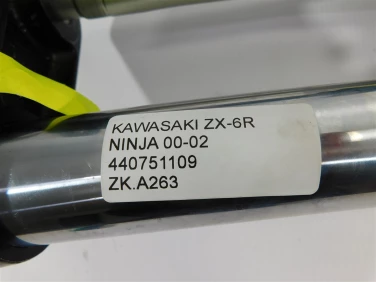 KAWASAKI ZX-6R
NINJA 00-02
440751109
ZK.A263